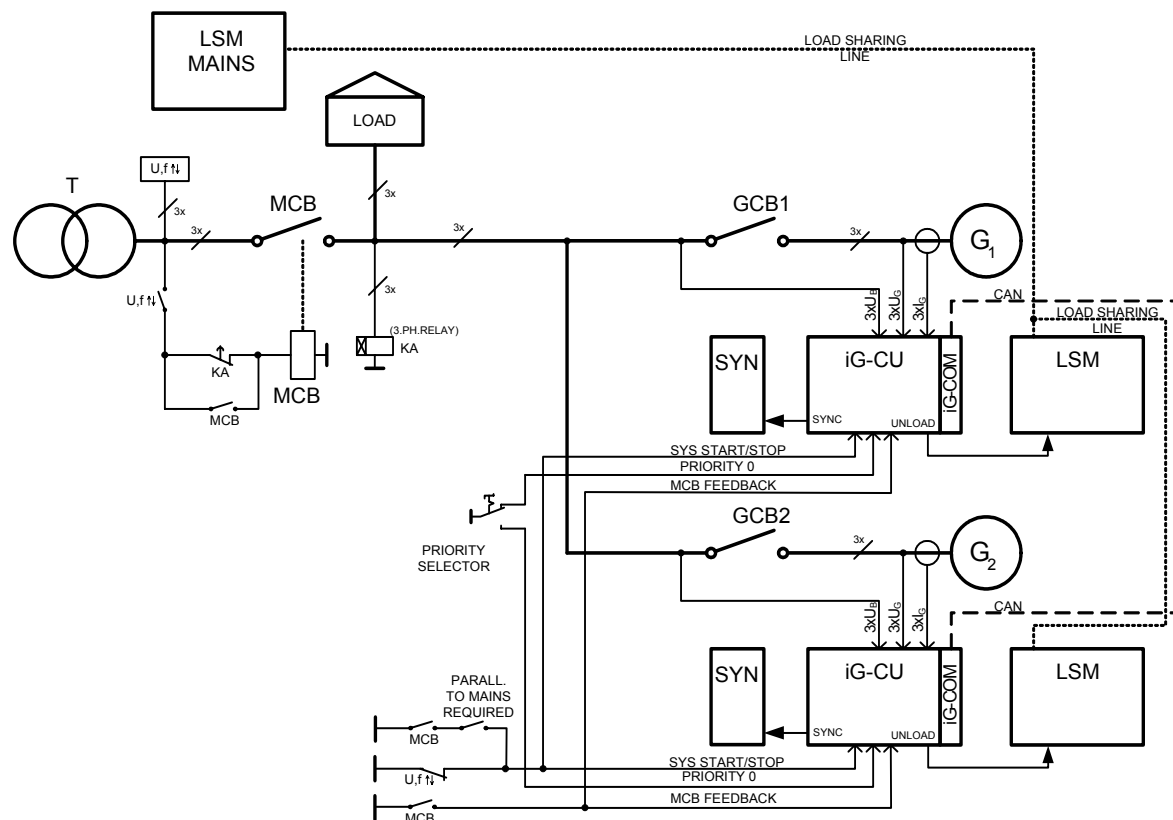 LSM
MAINS
LOAD SHARING
LINE
LOAD
U,f ↑↓
T
3x
3x
MCB
3x
3x
GCB1
3x
G1
U,f ↑↓
3x
(3.PH.RELAY)
KA
KA
MCB
MCB
3xUB
3xUG
3xIG
CAN
LOAD SHARING
LINE
SYN
iG-CU
iG-COM
LSM
SYNC
UNLOAD
SYS START/STOP
PRIORITY 0
MCB FEEDBACK
PRIORITY
SELECTOR
GCB2
3x
G2
3xUB
3xUG
3xIG
CAN
SYN
iG-CU
iG-COM
LSM
SYNC
UNLOAD
PARALL.
TO MAINS
REQUIRED
MCB
U,f ↑↓
SYS START/STOP
PRIORITY 0
MCB FEEDBACK
MCB